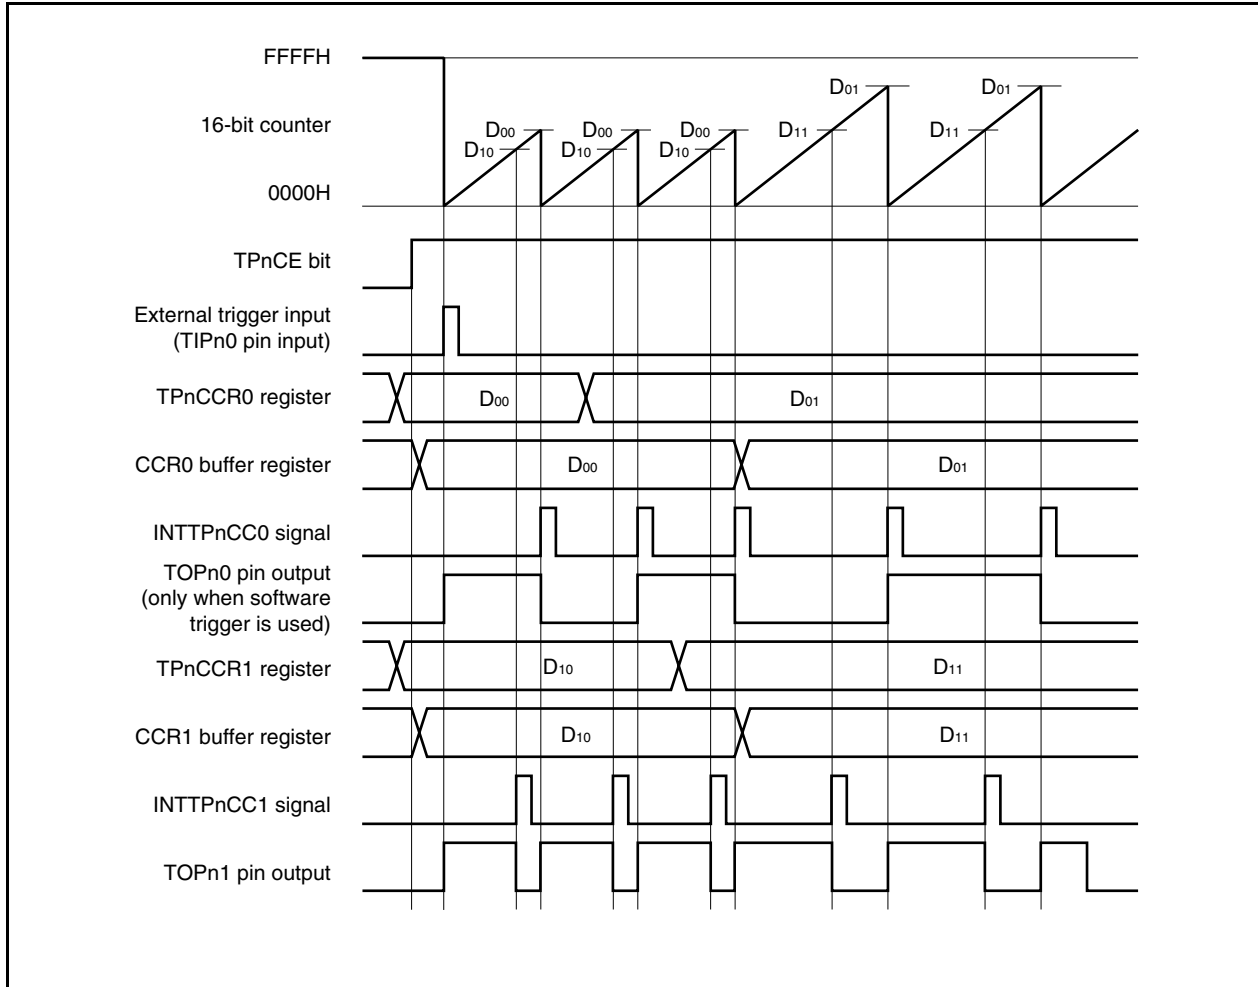 FFFFH
D01
D01
16-bit counter
D00
D00
D00
D11
D11
D10
D10
D10
0000H
TPnCE bit
External trigger input
(TIPn0 pin input)
TPnCCR0 register
D00
D01
CCR0 buffer register
D00
D01
INTTPnCC0 signal
TOPn0 pin output
(only when software
trigger is used)
TPnCCR1 register
D10
D11
CCR1 buffer register
D10
D11
INTTPnCC1 signal
TOPn1 pin output